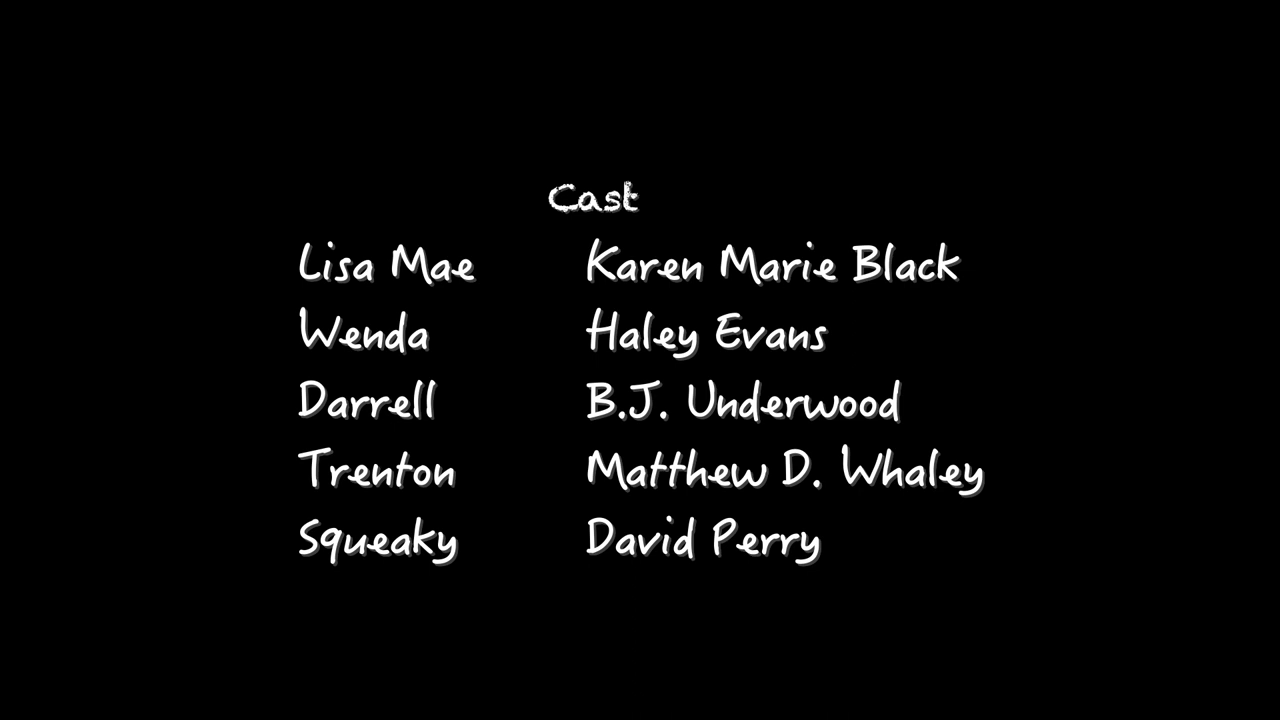 Cast
Lisa Mae Karen Marie Black
Wenda Haley Evans
Darrell B.J. Underwood
Trenton Matthew D. Whaley
Squeaky David Perry